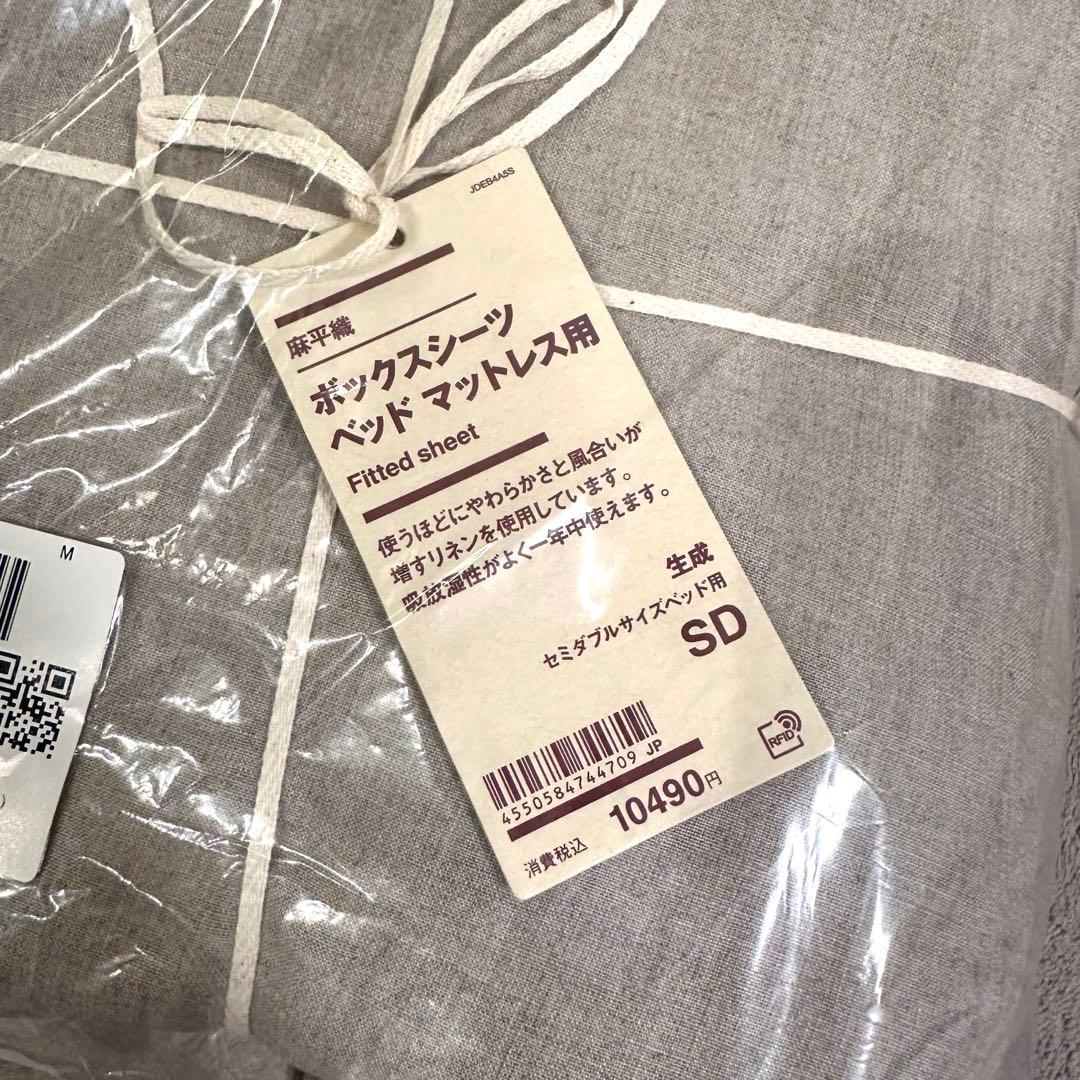 JDEB4A5S
麻平織
ボックスシーツ
ベッド マットレス用
Fitted sheet
使うほどにやわらかさと風合いが
増すリネンを使用しています。
吸放湿性がよく一年中使えます。
生成
セミダブルサイズベッド用
SD
RFID
4550584744709 JP
10490円
消費税込
M